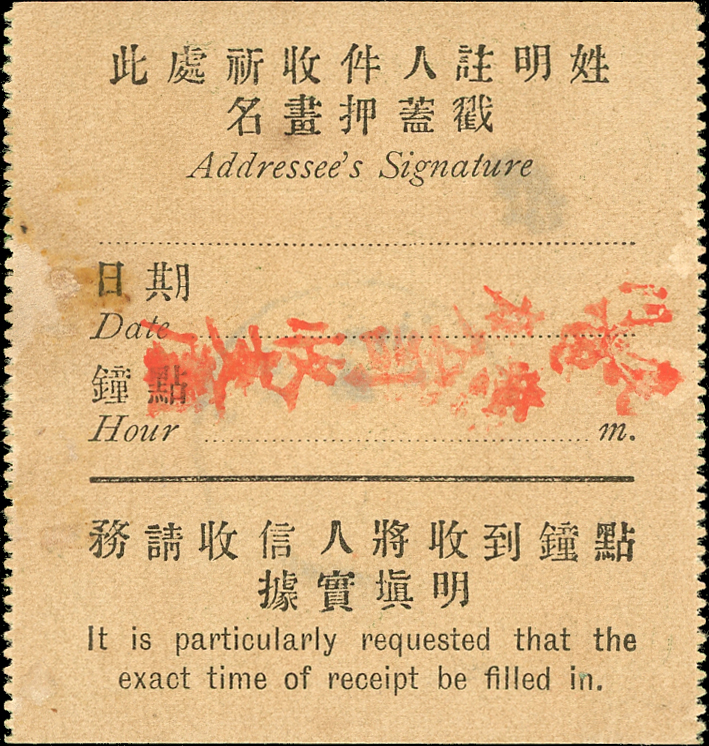 此處祈收件人註明姓
名畫押蓋戳
Addressee's Signature
日期
Date
鐘點
Hour m.
務請收信人將收到鐘點
據實填明
It is particularly requested that the
exact time of receipt be filled in.